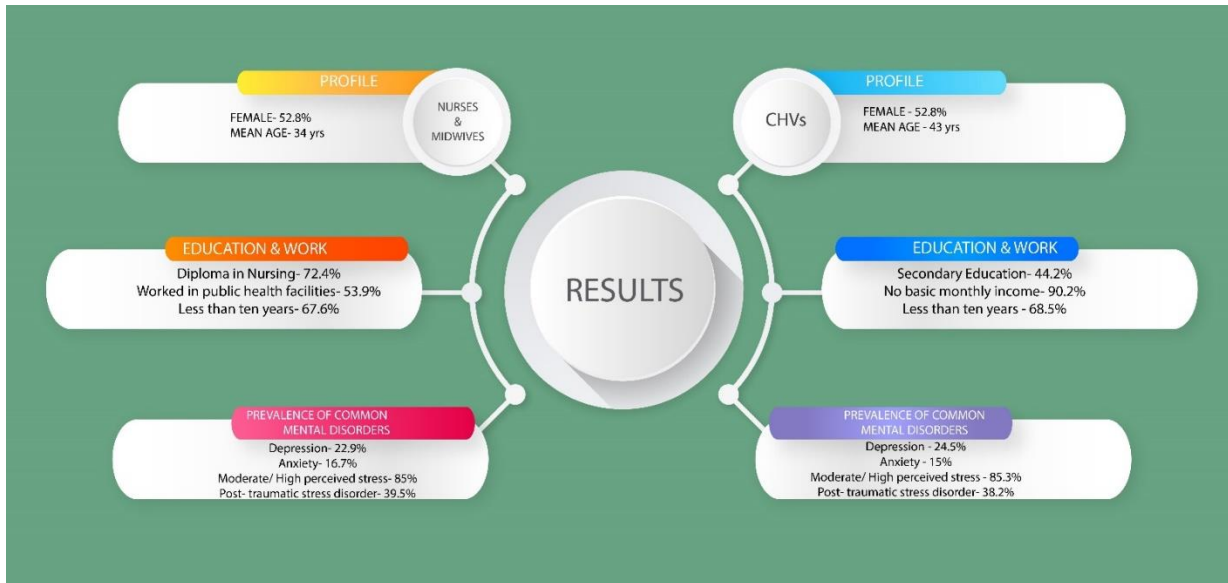 PROFILE
NURSES
&
MIDWIVES
FEMALE- 52.8%
MEAN AGE- 34 yrs
EDUCATION & WORK
Diploma in Nursing- 72.4%
Worked in public health facilities- 53.9%
Less than ten years- 67.6%
PREVALENCE OF COMMON
MENTAL DISORDERS
Depression- 22.9%
Anxiety- 16.7%
Moderate/ High perceived stress- 85%
Post- traumatic stress disorder- 39.5%
RESULTS
PROFILE
CHVs
FEMALE - 52.8%
MEAN AGE - 43 yrs
EDUCATION & WORK
Secondary Education- 44.2%
No basic monthly income- 90.2%
Less than ten years - 68.5%
PREVALENCE OF COMMON
MENTAL DISORDERS
Depression - 24.5%
Anxiety - 15%
Moderate/ High perceived stress - 85.3%
Post- traumatic stress disorder- 38.2%